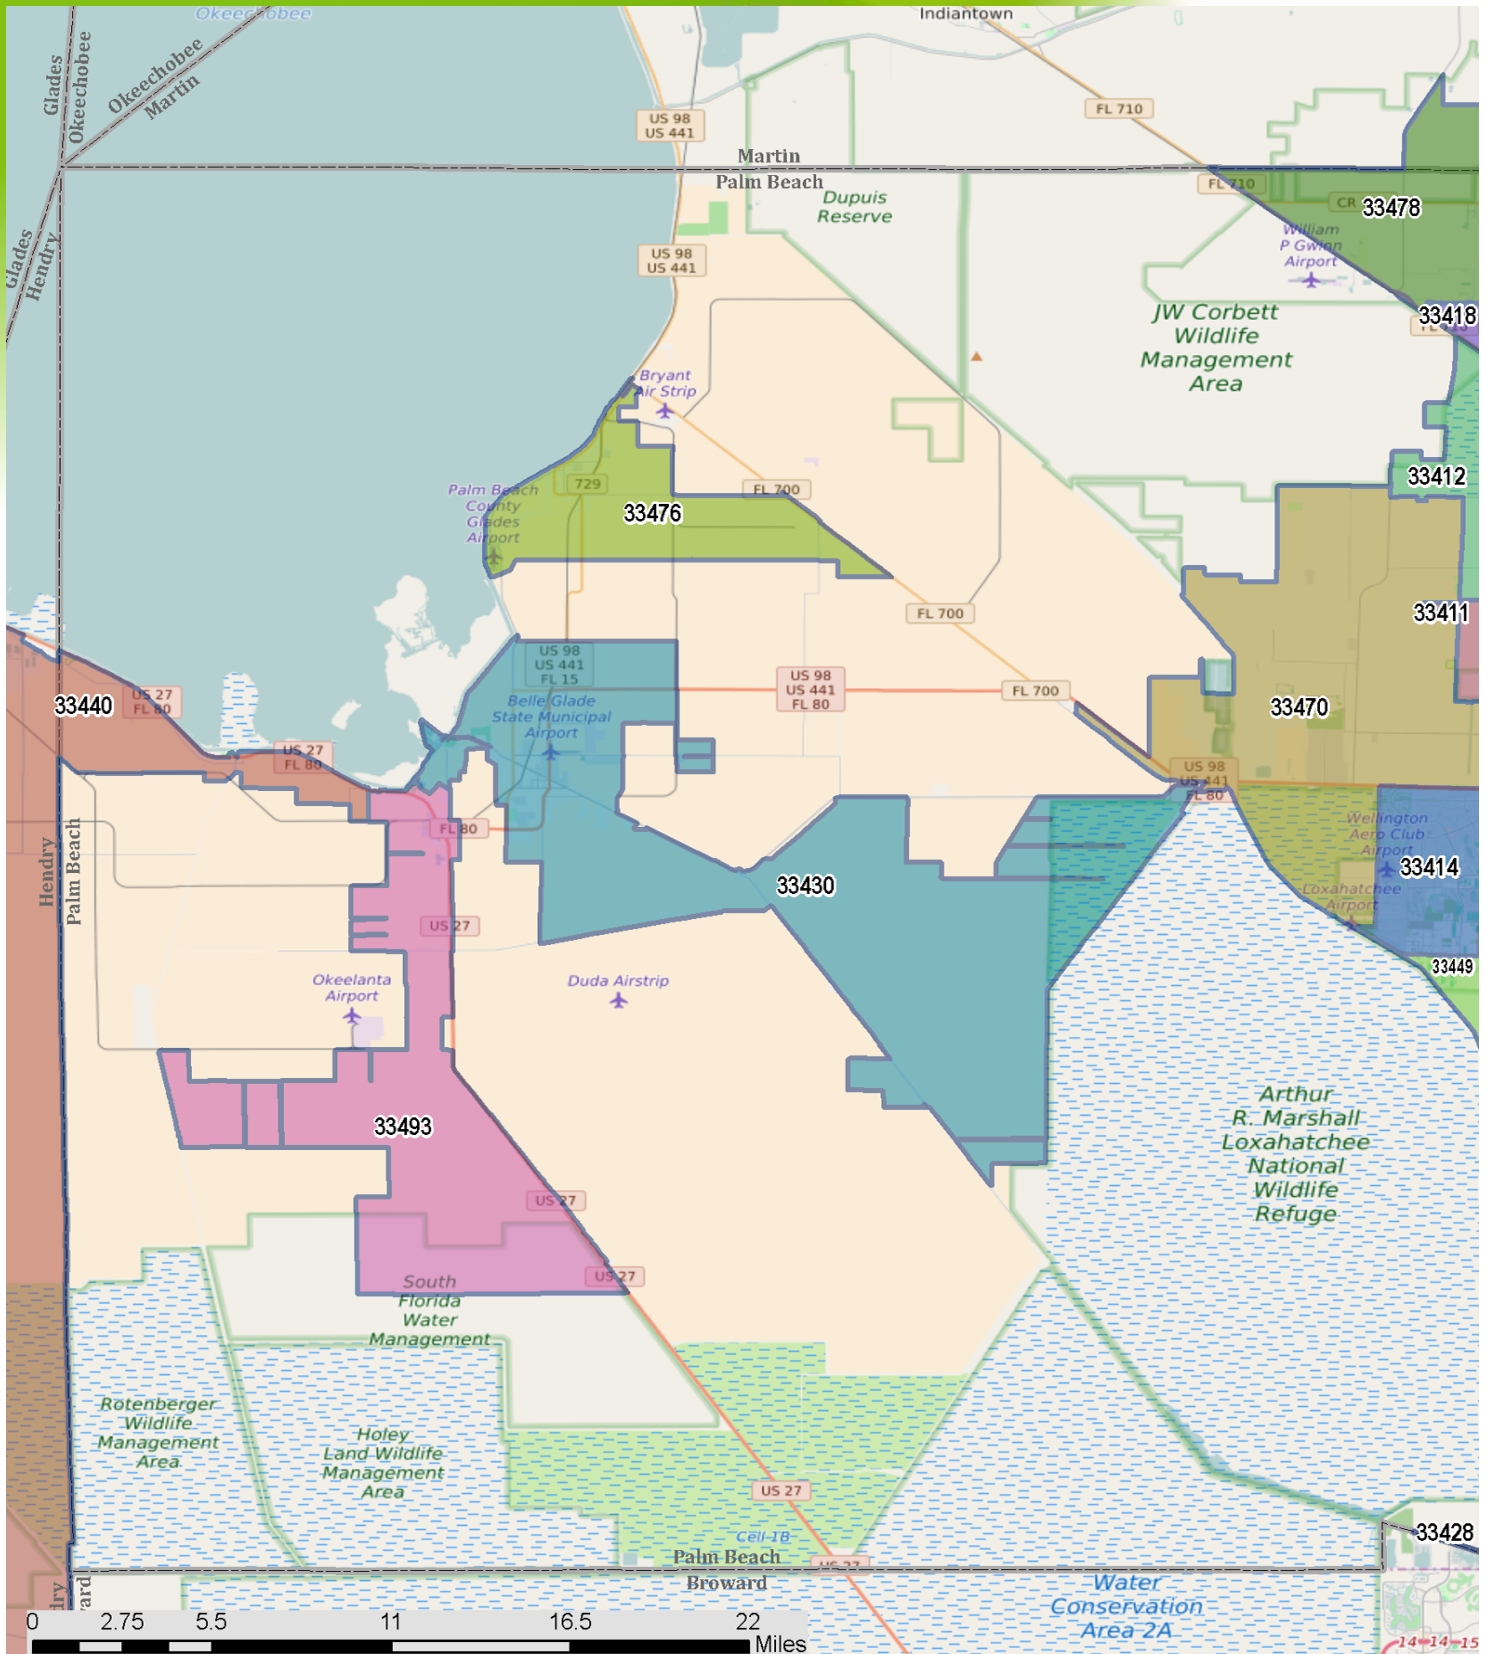 Okeechobee
Indiantown
Glades
Okeechobee
Okeechobee
Martin
US 98
US 441
FL 710
Martin
Palm Beach
FL 710
CR
33478
Dupuis
Reserve
Glades
Hendry
US 98
US 441
William
P Gwinn
Airport
33418
JW Corbett
Wildlife
Management
Area
Bryant
Air Strip
33412
729
FL 700
Palm Beach
County
Glades
Airport
33476
FL 700
33411
US 98
US 441
FL 15
US 98
US 441
FL 80
FL 700
33440
US 27
FL 80
Belle Glade
State Municipal
Airport
33470
US 27
FL 80
US 98
US 441
FL 80
FL 80
Wellington
Aero Club
Airport
33414
Hendry
Palm Beach
33430
Loxahatchee
Airport
US 27
33449
Okeelanta
Airport
Duda Airstrip
33493
Arthur
R. Marshall
Loxahatchee
National
Wildlife
Refuge
US 27
US 27
South
Florida
Water
Management
Rotenberger
Wildlife
Management
Area
Holey
Land Wildlife
Management
Area
US 27
Cell 1B
33428
Palm Beach
Broward
US 27
Water
Conservation
Area 2A
0 2.75 5.5 11 16.5 22
Miles
14-14-15